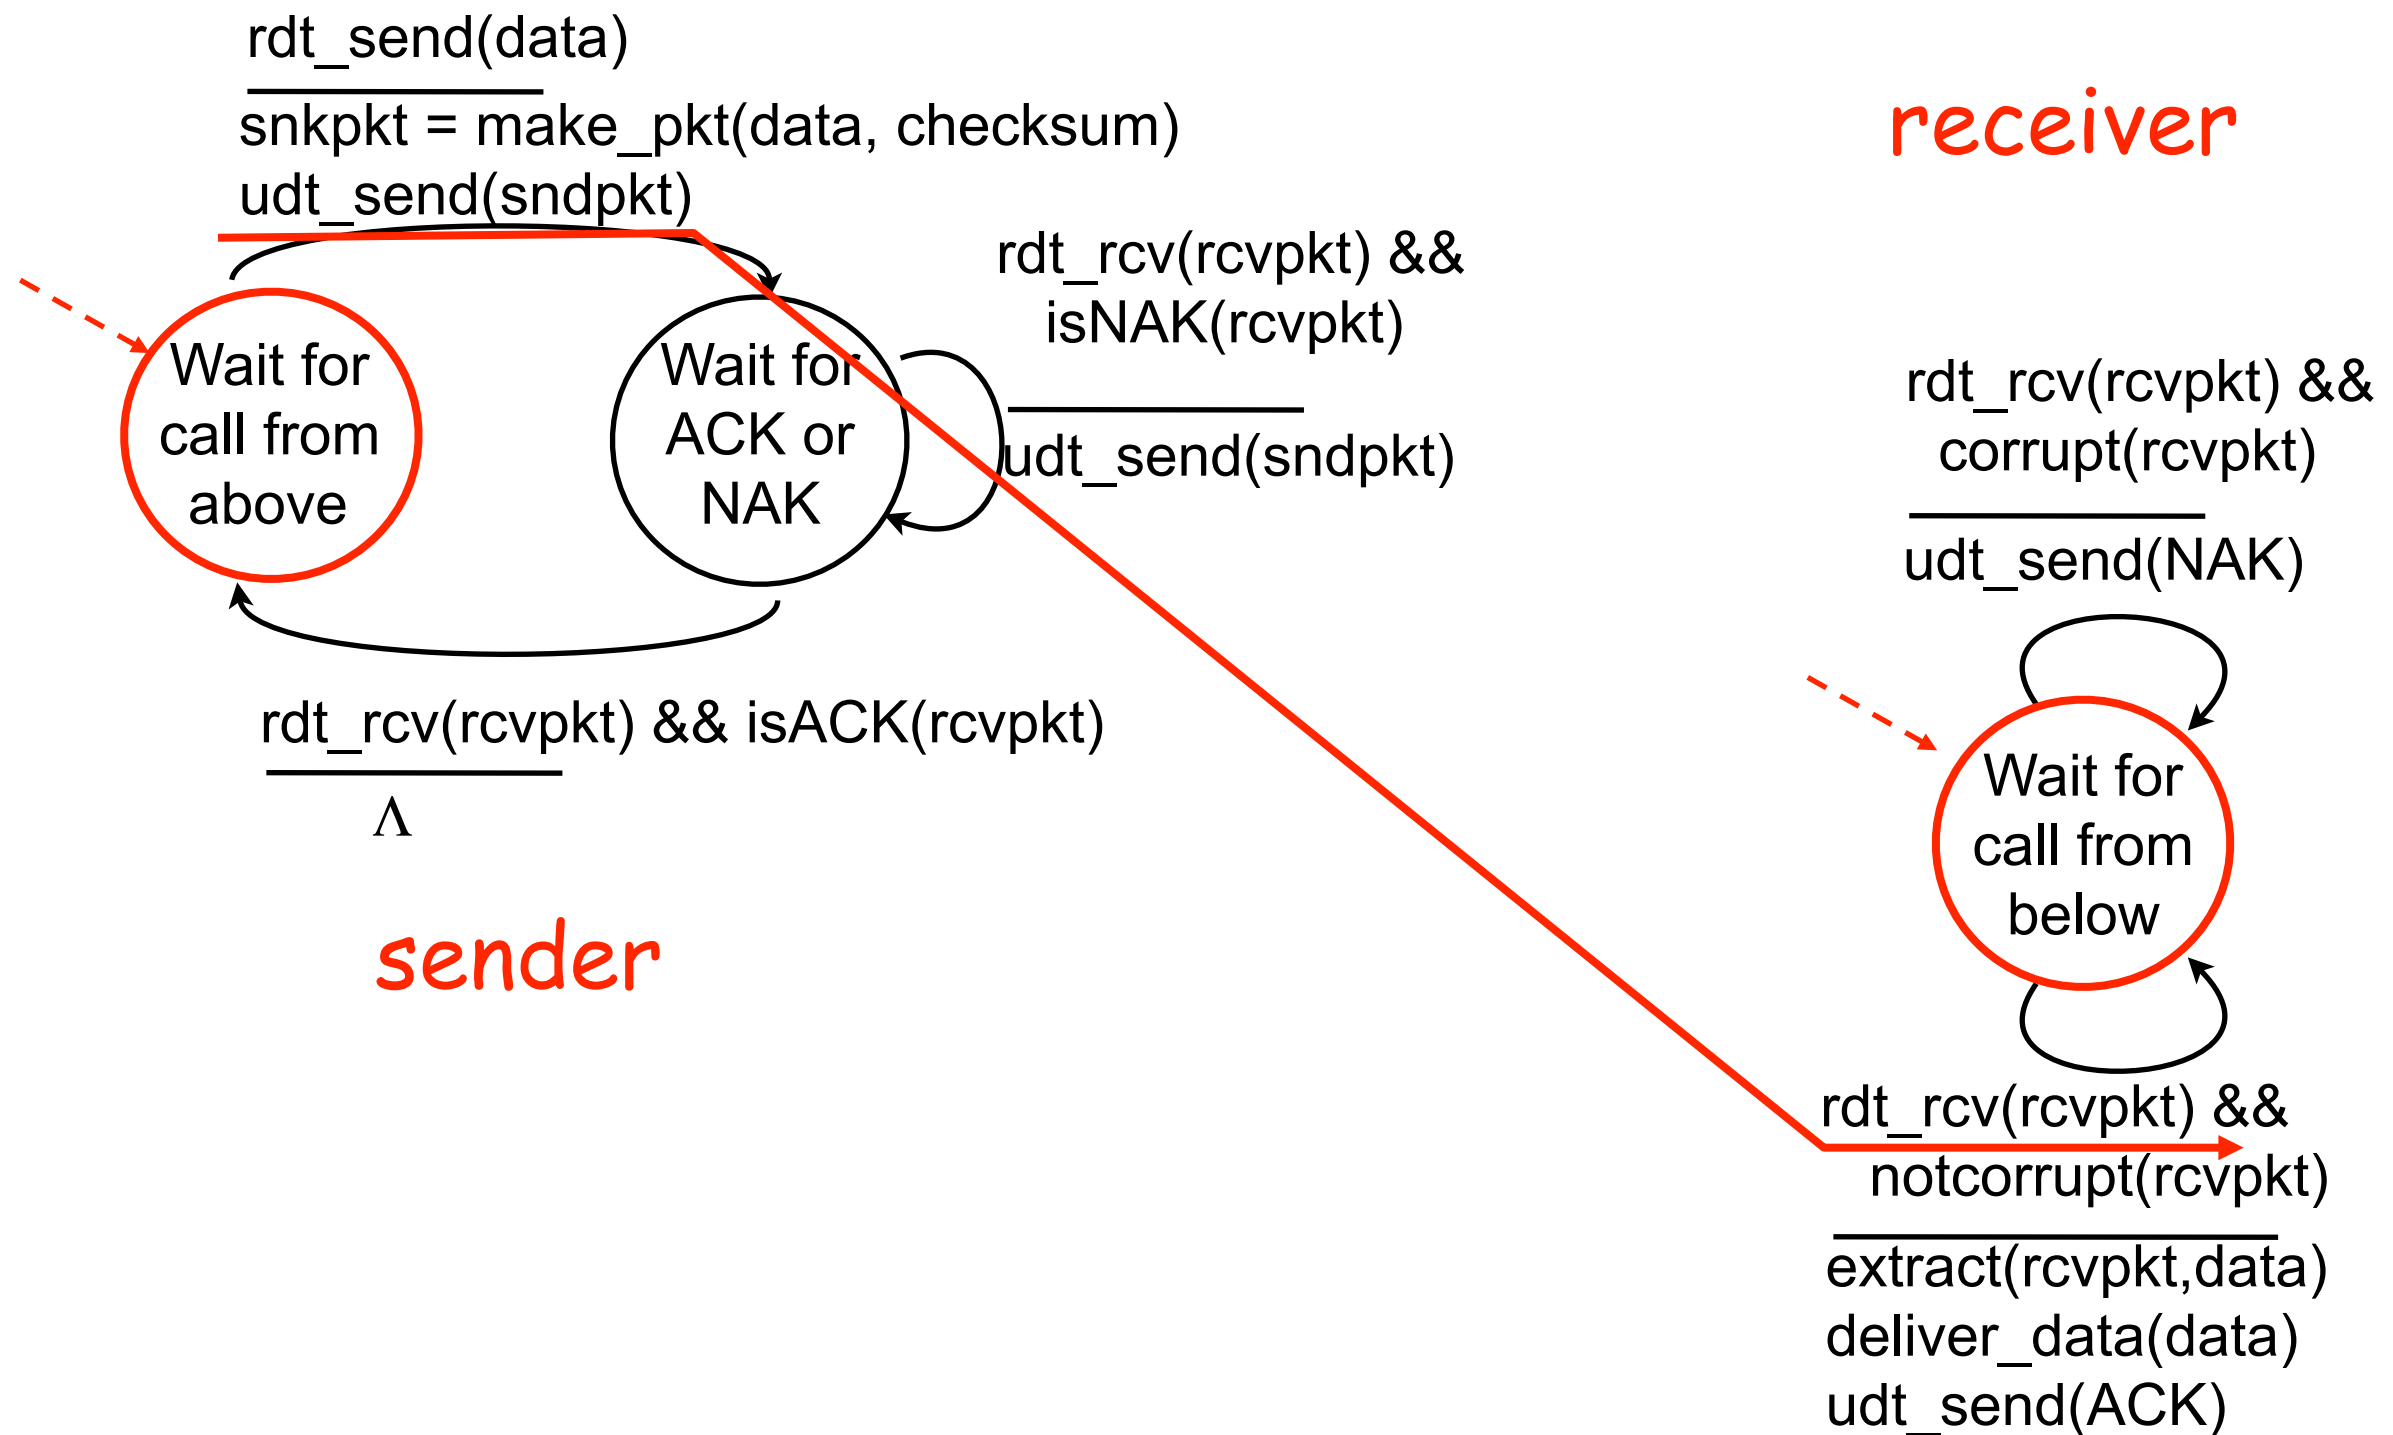 rdt_send(data)
snkpkt = make_pkt(data, checksum)
udt_send(sndpkt)
receiver
rdt_rcv(rcvpkt) &&
isNAK(rcvpkt)
udt_send(sndpkt)
Wait for
call from
above
Wait for
ACK or
NAK
rdt_rcv(rcvpkt) && isACK(rcvpkt)
Λ
sender
rdt_rcv(rcvpkt) &&
corrupt(rcvpkt)
udt_send(NAK)
Wait for
call from
below
rdt_rcv(rcvpkt) &&
notcorrupt(rcvpkt)
extract(rcvpkt,data)
deliver_data(data)
udt_send(ACK)